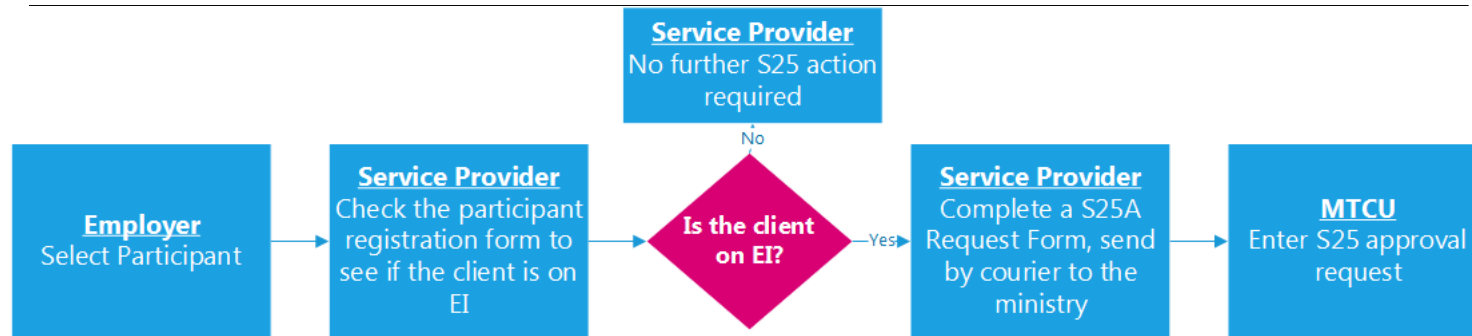 Service Provider
No further S25 action
required
No
Employer
Select Participant
Service Provider
Check the participant
registration form to
see if the client is on
EI
Is the client
on EI?
Yes
Service Provider
Complete a S25A
Request Form, send
by courier to the
ministry
MTCU
Enter S25 approval
request